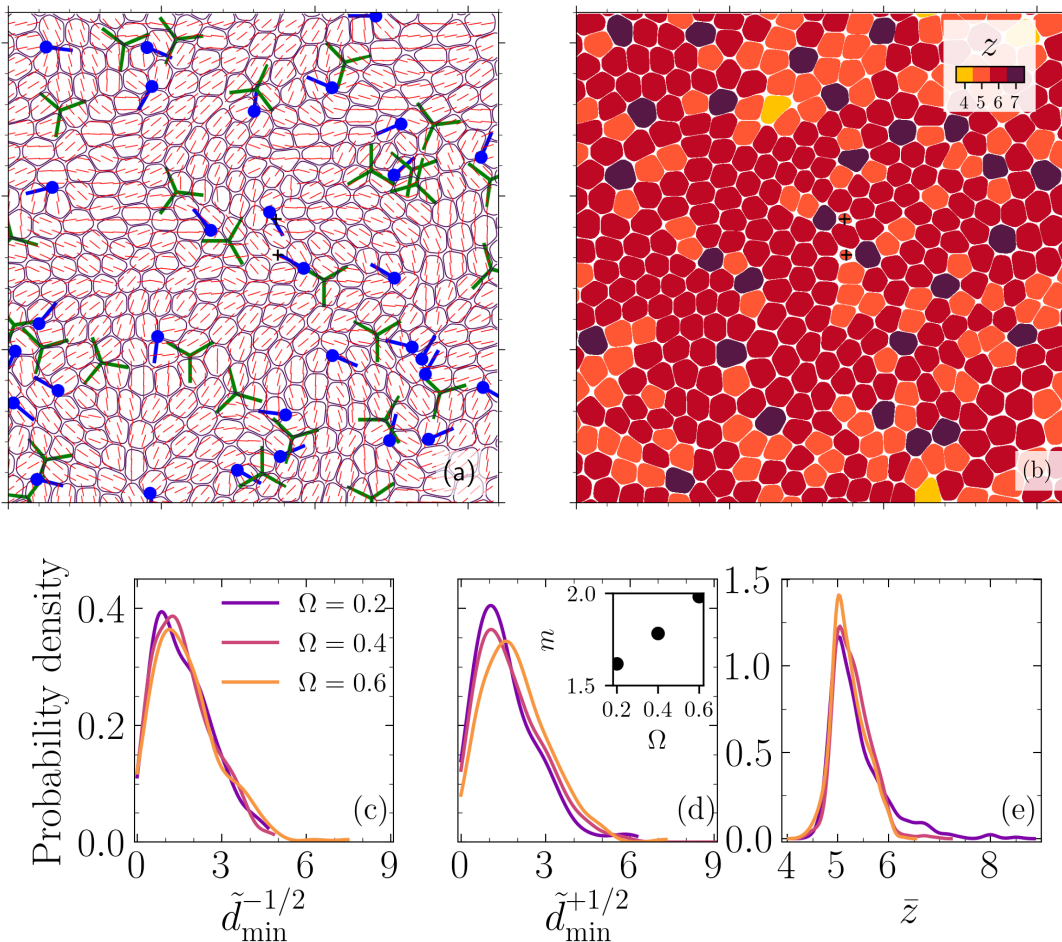 z
4 5 6 7
(a)
(b)
Probability density
0.4
0.2
0.0
Ω = 0.2
Ω = 0.4
Ω = 0.6
(c)
0 3 6 9
d̃_min^{-1/2}
2.0
m
1.5
0.2 0.4 0.6
Ω
(d)
0 3 6 9
d̃_min^{+1/2}
1.5
1.0
0.5
0.0
(e)
4 5 6 8
z̄